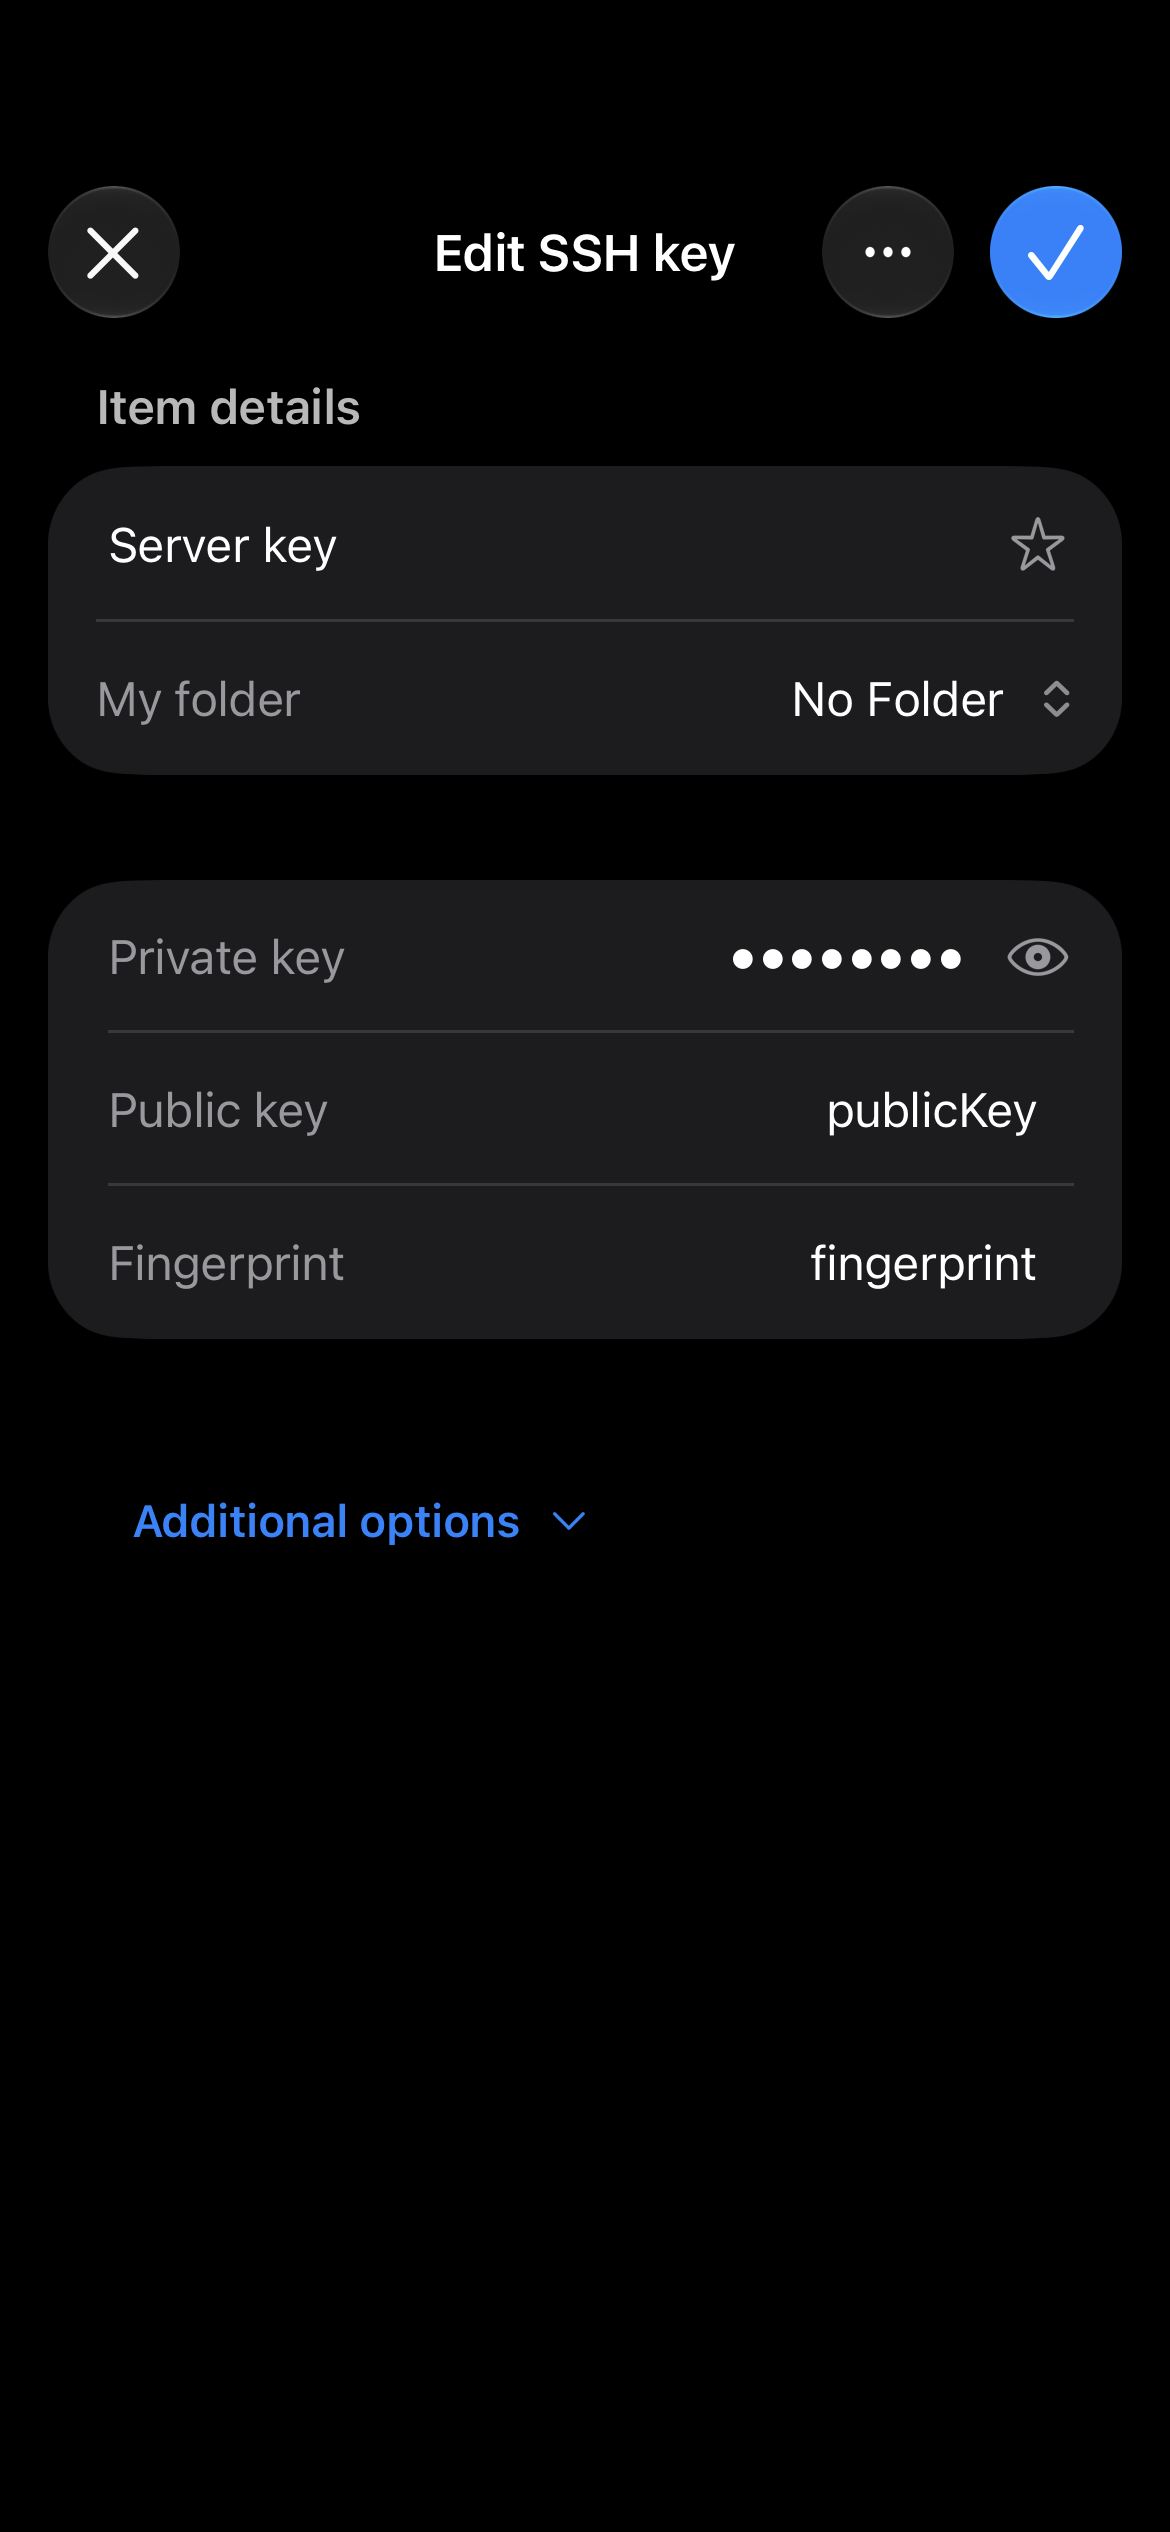 Edit SSH key
Item details
Server key
My folder No Folder
Private key ••••••••
Public key publicKey
Fingerprint fingerprint
Additional options